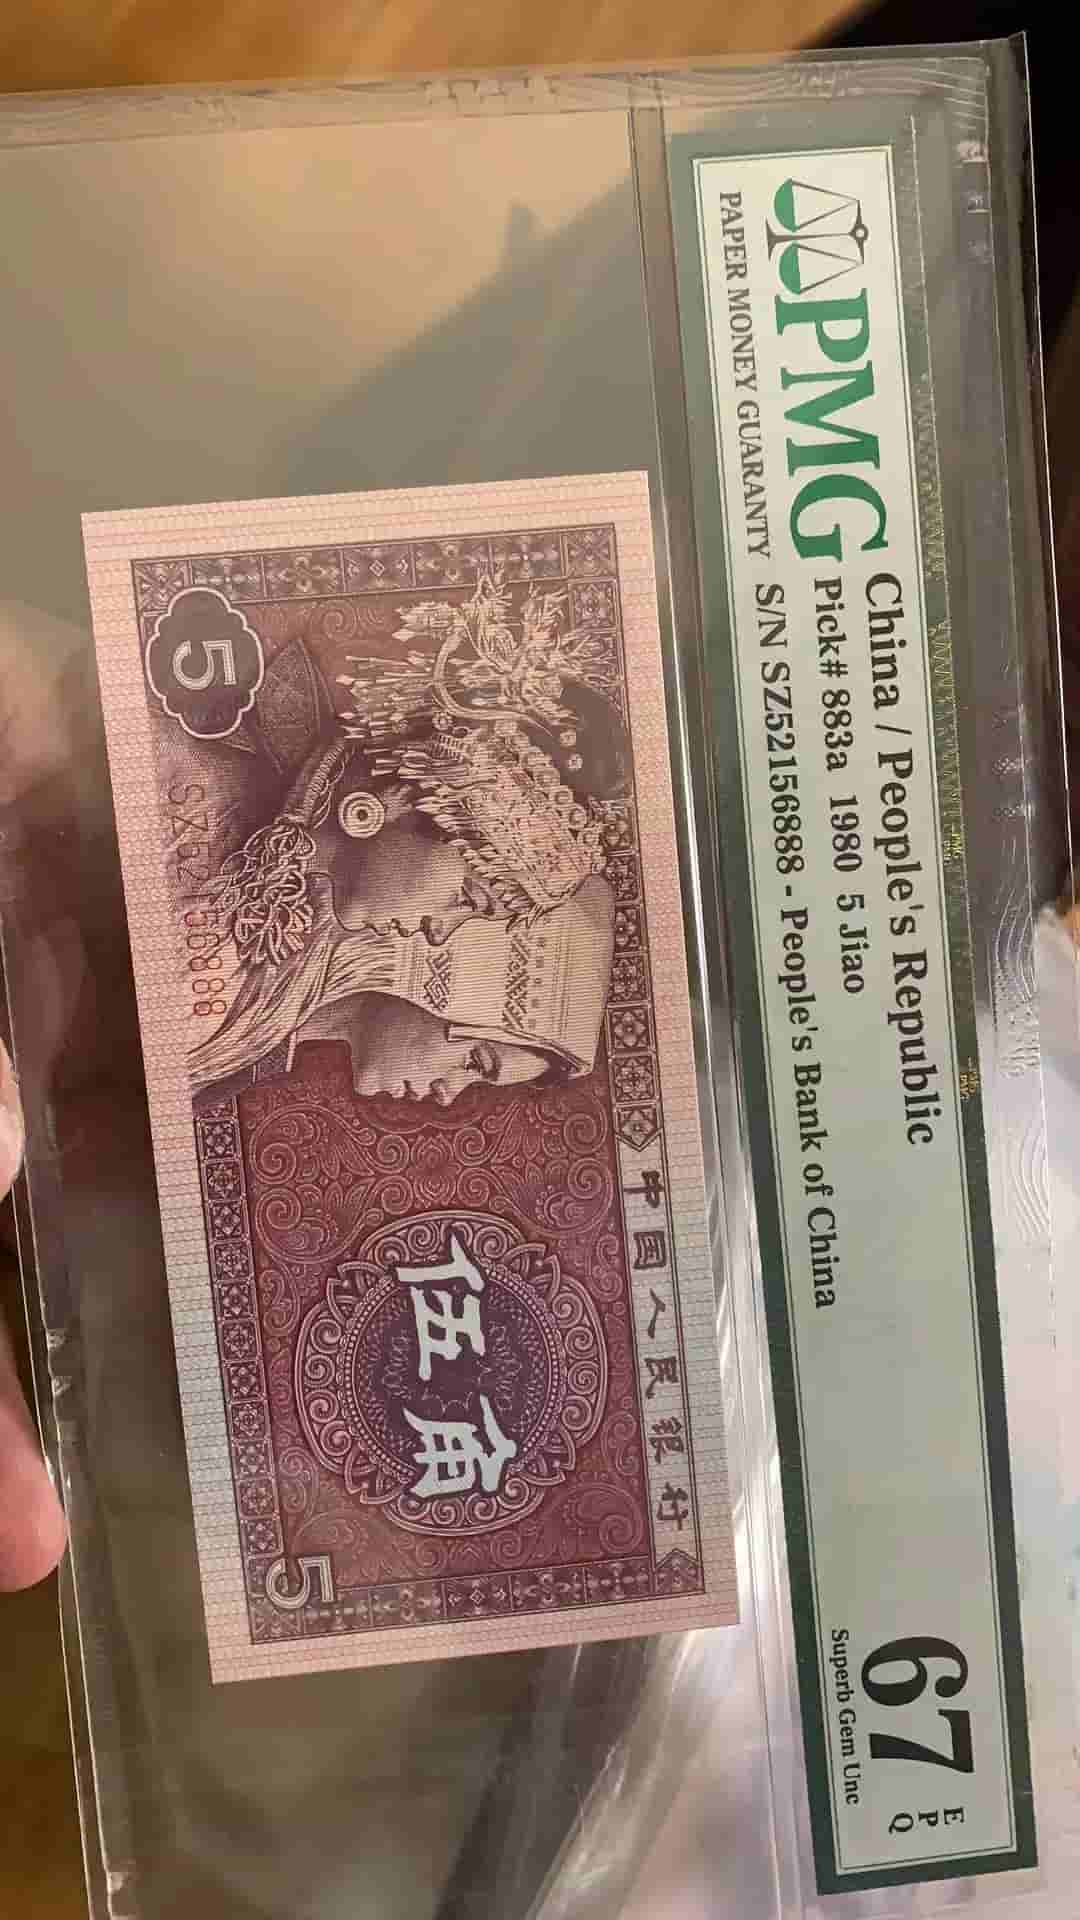 PMG
PAPER MONEY GUARANTY
China / People's Republic
Pick# 883a 1980 5 Jiao
S/N SZ52156888 - People's Bank of China
67
E
P
Q
Superb Gem Unc
中国人民银行
伍角
5
SZ52156888
5